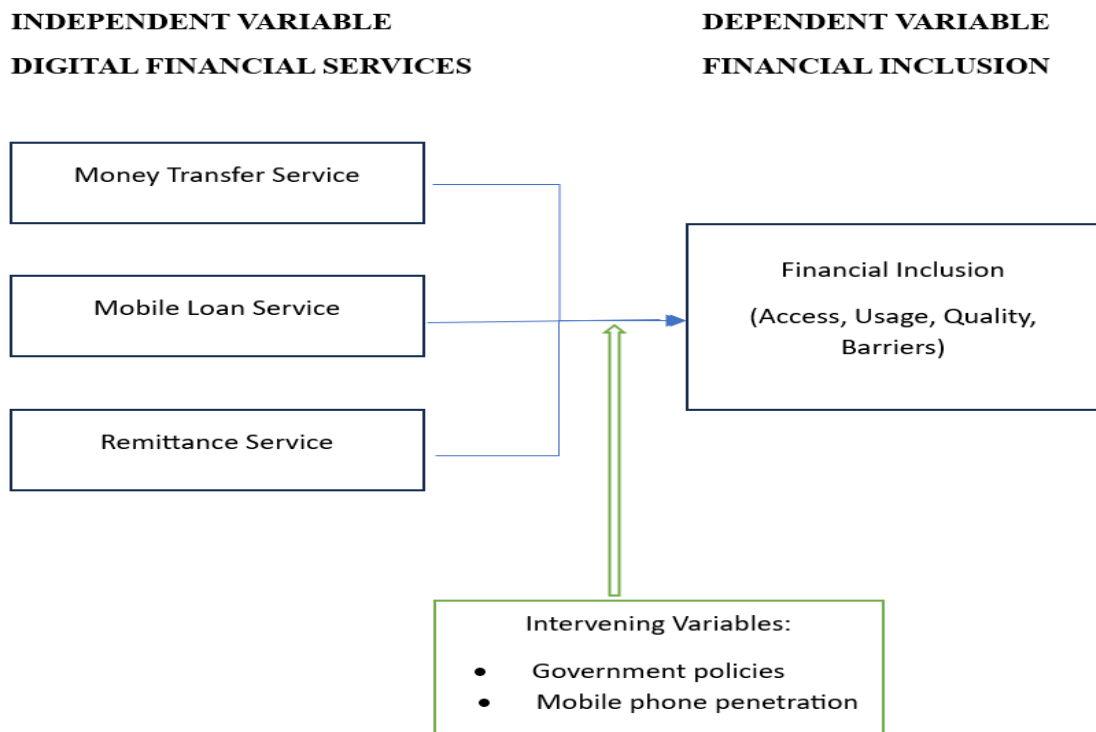 INDEPENDENT VARIABLE
DIGITAL FINANCIAL SERVICES
DEPENDENT VARIABLE
FINANCIAL INCLUSION
Money Transfer Service
Mobile Loan Service
Remittance Service
Financial Inclusion
(Access, Usage, Quality,
Barriers)
Intervening Variables:
• Government policies
• Mobile phone penetration